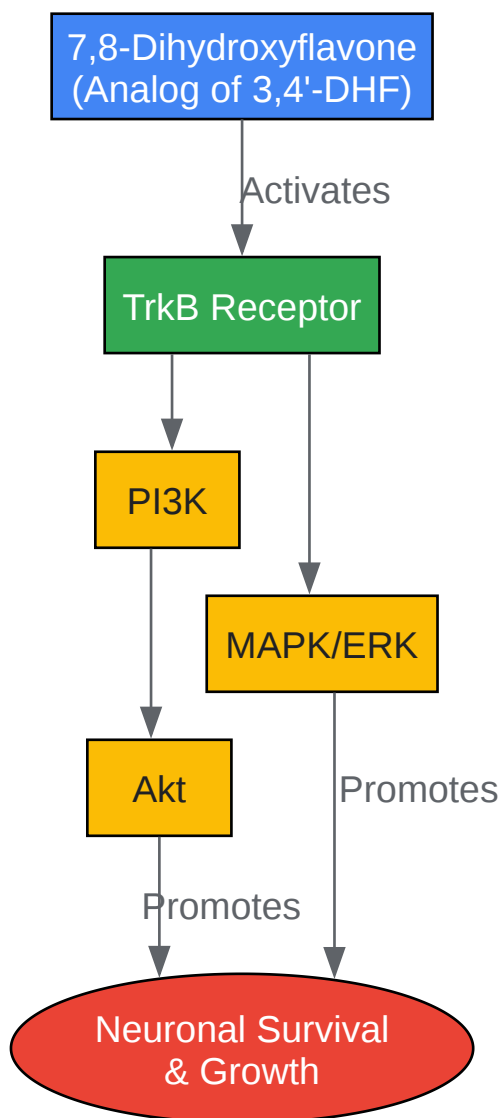 7,8-Dihydroxyflavone
(Analog of 3,4'-DHF)
Activates
TrkB Receptor
PI3K
MAPK/ERK
Akt
Promotes
Promotes
Neuronal Survival
& Growth